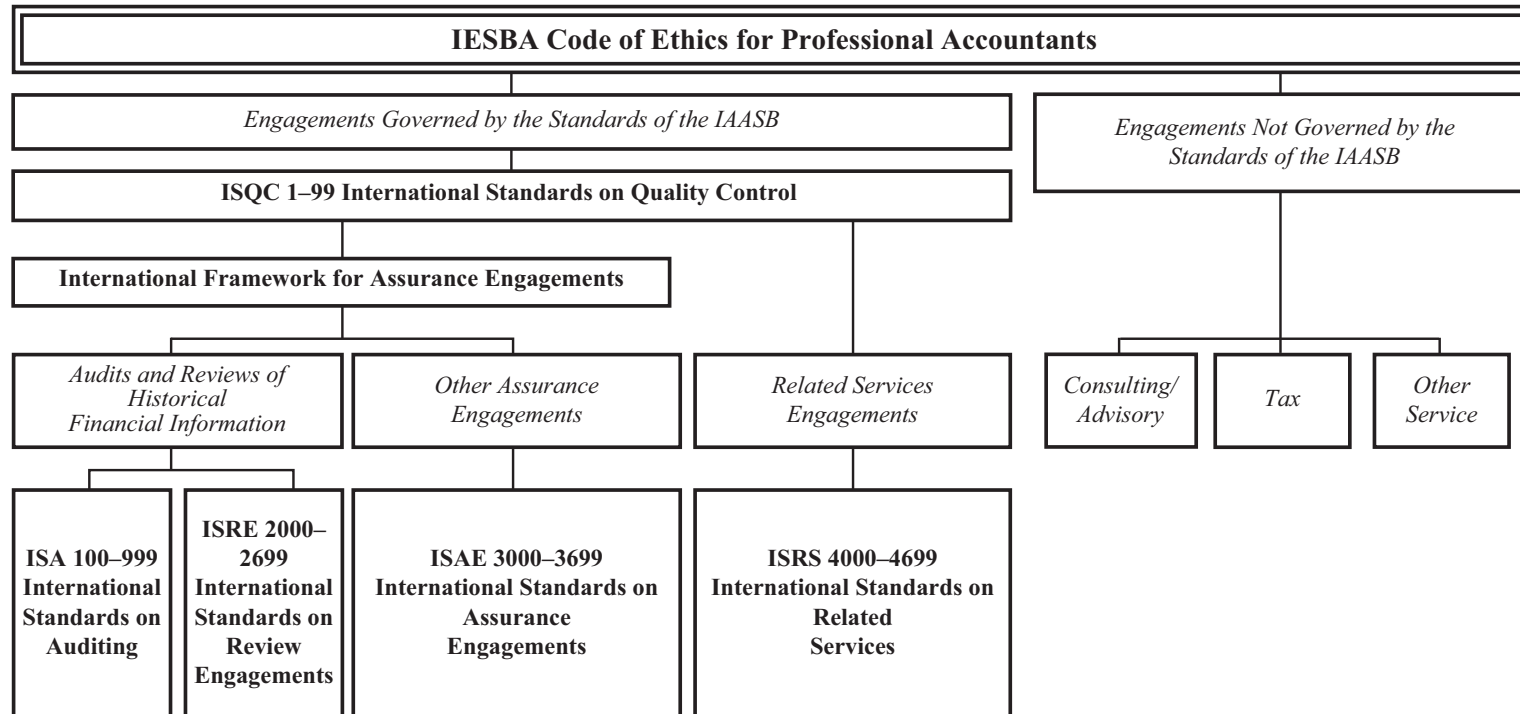 IESBA Code of Ethics for Professional Accountants
Engagements Governed by the Standards of the IAASB
Engagements Not Governed by the
Standards of the IAASB
ISQC 1–99 International Standards on Quality Control
International Framework for Assurance Engagements
Audits and Reviews of
Historical
Financial Information
Other Assurance
Engagements
Related Services
Engagements
Consulting/
Advisory
Tax
Other
Service
ISA 100–999
International
Standards on
Auditing
ISRE 2000–
2699
International
Standards on
Review
Engagements
ISAE 3000–3699
International Standards on
Assurance
Engagements
ISRS 4000–4699
International Standards on
Related
Services